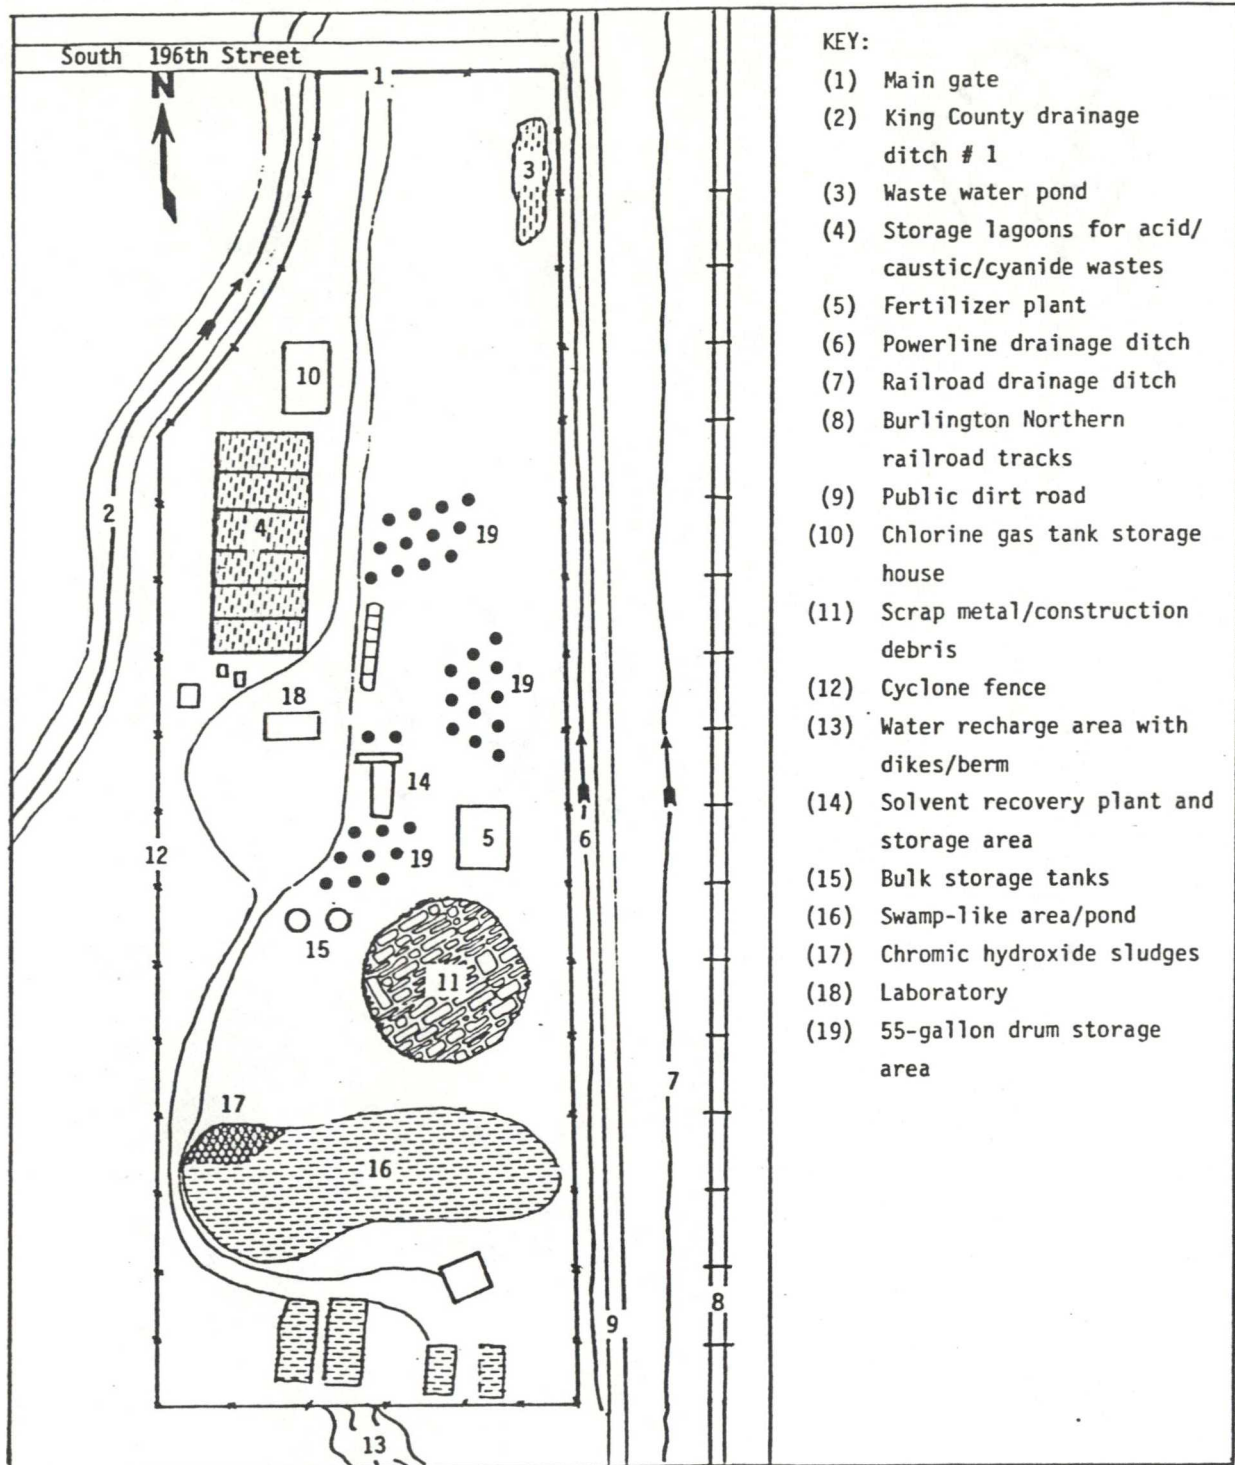 South 196th Street
N
1
3
10
2
4
19
19
18
14
5
6
12
19
15
11
7
17
16
8
9
13
KEY:
(1) Main gate
(2) King County drainage
ditch # 1
(3) Waste water pond
(4) Storage lagoons for acid/
caustic/cyanide wastes
(5) Fertilizer plant
(6) Powerline drainage ditch
(7) Railroad drainage ditch
(8) Burlington Northern
railroad tracks
(9) Public dirt road
(10) Chlorine gas tank storage
house
(11) Scrap metal/construction
debris
(12) Cyclone fence
(13) Water recharge area with
dikes/berm
(14) Solvent recovery plant and
storage area
(15) Bulk storage tanks
(16) Swamp-like area/pond
(17) Chromic hydroxide sludges
(18) Laboratory
(19) 55-gallon drum storage
area